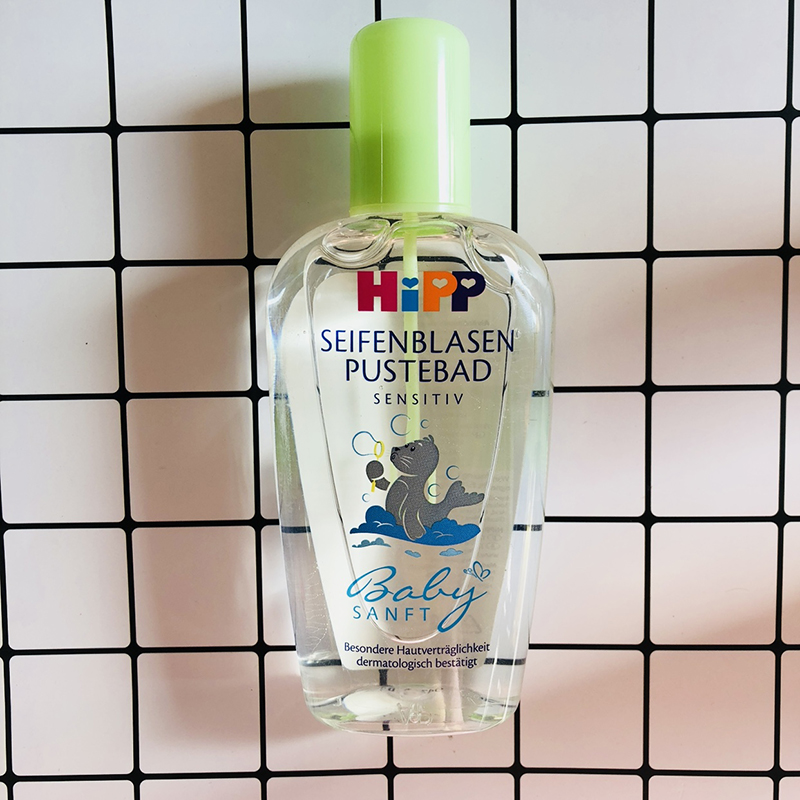 HiPP
SEIFENBLASEN
PUSTEBAD
SENSITIV
Baby
SANFT
Besondere Hautverträglichkeit
dermatologisch bestätigt